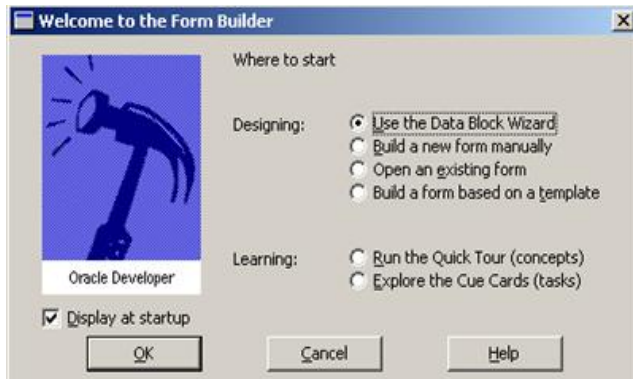 Welcome to the Form Builder
Where to start
Designing:
Use the Data Block Wizard
Build a new form manually
Open an existing form
Build a form based on a template
Learning:
Run the Quick Tour (concepts)
Explore the Cue Cards (tasks)
Oracle Developer
Display at startup
OK Cancel Help